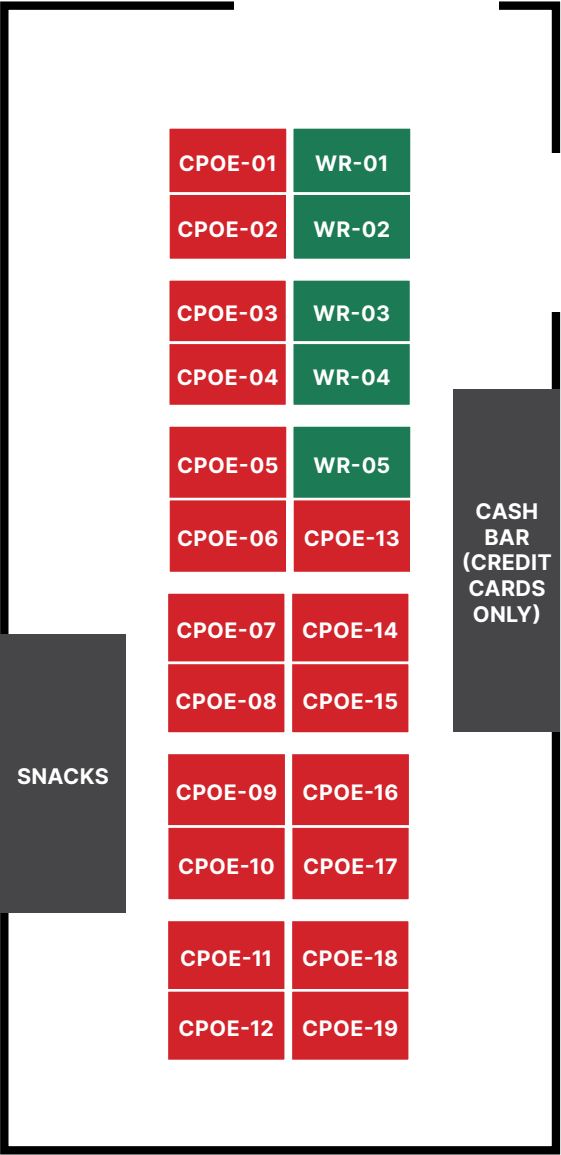 CPOE-01 WR-01
CPOE-02 WR-02
CPOE-03 WR-03
CPOE-04 WR-04
CPOE-05 WR-05
CPOE-06 CPOE-13
CPOE-07 CPOE-14
CPOE-08 CPOE-15
CPOE-09 CPOE-16
CPOE-10 CPOE-17
CPOE-11 CPOE-18
CPOE-12 CPOE-19
CASH
BAR
(CREDIT
CARDS
ONLY)
SNACKS